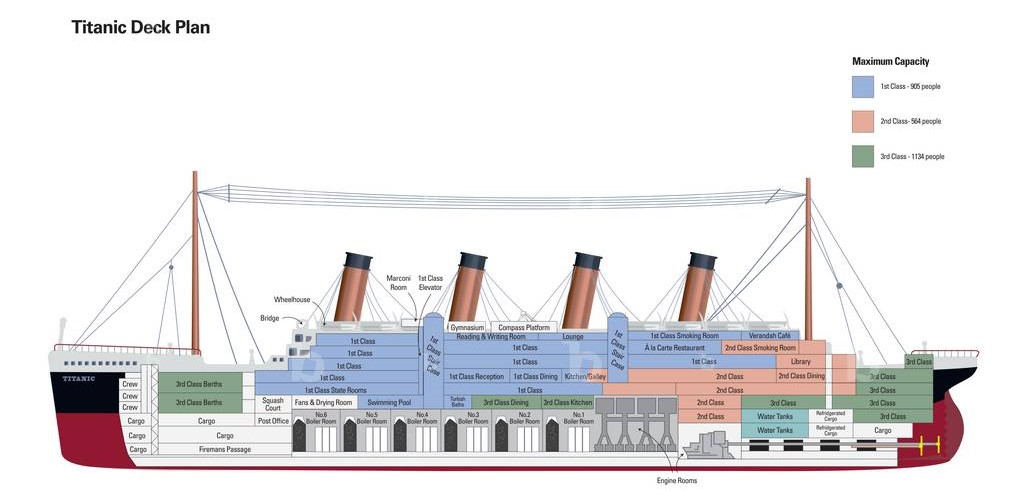 Titanic Deck Plan
Maximum Capacity
1st Class - 905 people
2nd Class- 564 people
3rd Class - 1134 people
Marconi
Room
1st Class
Elevator
Wheelhouse
Bridge
Gymnasium
Compass Platform
1st Class
Reading & Writing Room
Lounge
1st Class Smoking Room
Verandah Café
1st Class
1st Class
À la Carte Restaurant
2nd Class Smoking Room
1st
Class
Stair
Case
1st
Class
Stair
Case
1st Class
1st Class
1st Class
Library
3rd Class
TITANIC
Crew
Crew
Crew
3rd Class Berths
3rd Class Berths
1st Class
1st Class Reception
1st Class Dining
Kitchen/Galley
2nd Class
2nd Class Dining
3rd Class
1st Class State Rooms
2nd Class
3rd Class
Squash
Court
Fans & Drying Room
Swimming Pool
Turkish
Baths
3rd Class Dining
3rd Class Kitchen
2nd Class
3rd Class
3rd Class
Cargo
Cargo
Post Office
No.6
Boiler Room
No.5
Boiler Room
No.4
Boiler Room
No.3
Boiler Room
No.2
Boiler Room
No.1
Boiler Room
2nd Class
Water Tanks
Refridgerated
Cargo
3rd Class
Cargo
Cargo
Water Tanks
Refridgerated
Cargo
Cargo
Cargo
Firemans Passage
Engine Rooms